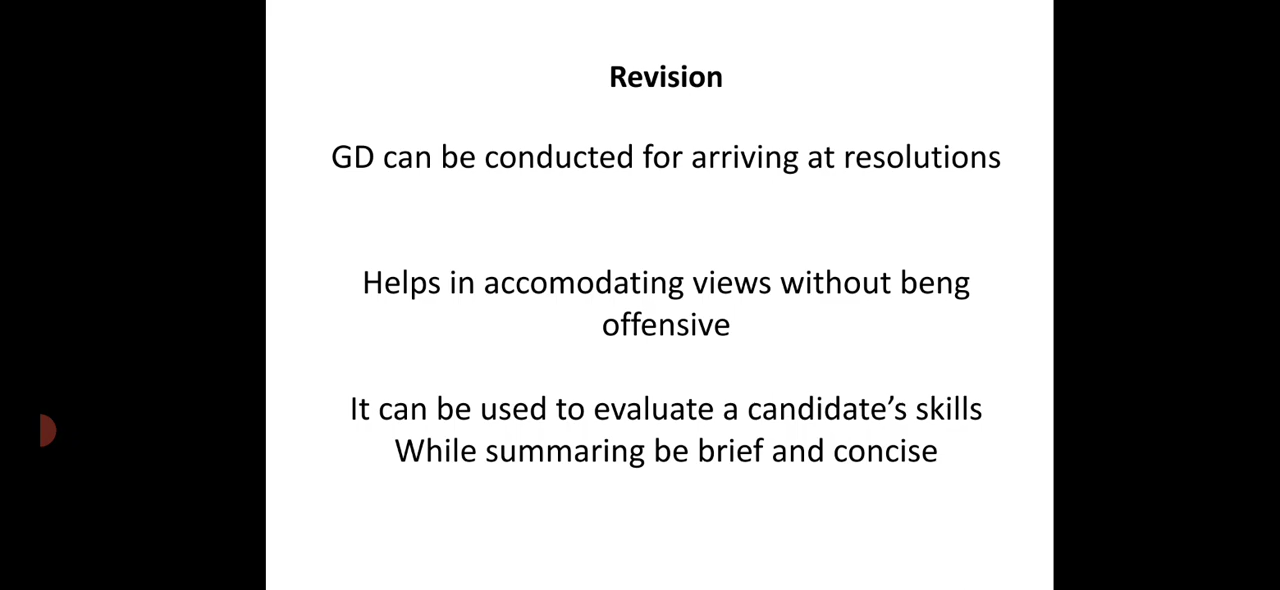 Revision
GD can be conducted for arriving at resolutions
Helps in accomodating views without beng
offensive
It can be used to evaluate a candidate’s skills
While summaring be brief and concise